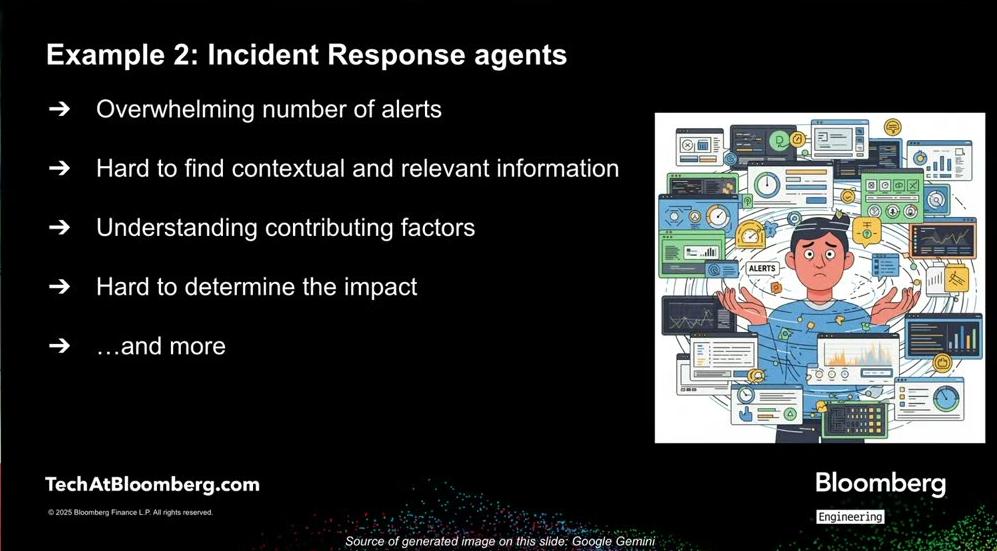 Example 2: Incident Response agents
➔ Overwhelming number of alerts
➔ Hard to find contextual and relevant information
➔ Understanding contributing factors
➔ Hard to determine the impact
➔ …and more
ALERTS
TechAtBloomberg.com
© 2025 Bloomberg Finance L.P. All rights reserved.
Bloomberg
Engineering
Source of generated image on this slide: Google Gemini